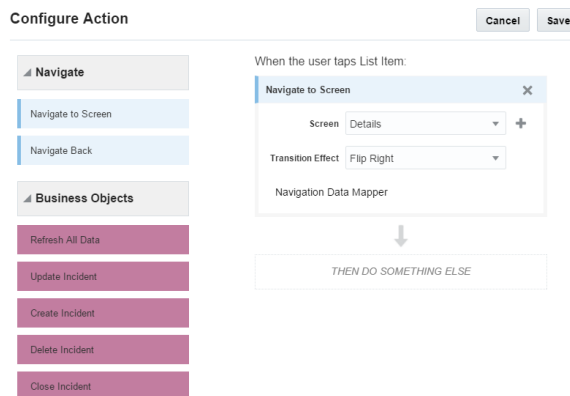 Configure Action
Cancel
Save
Navigate
Navigate to Screen
Navigate Back
Business Objects
Refresh All Data
Update Incident
Create Incident
Delete Incident
Close Incident
When the user taps List Item:
Navigate to Screen
Screen Details
Transition Effect Flip Right
Navigation Data Mapper
THEN DO SOMETHING ELSE